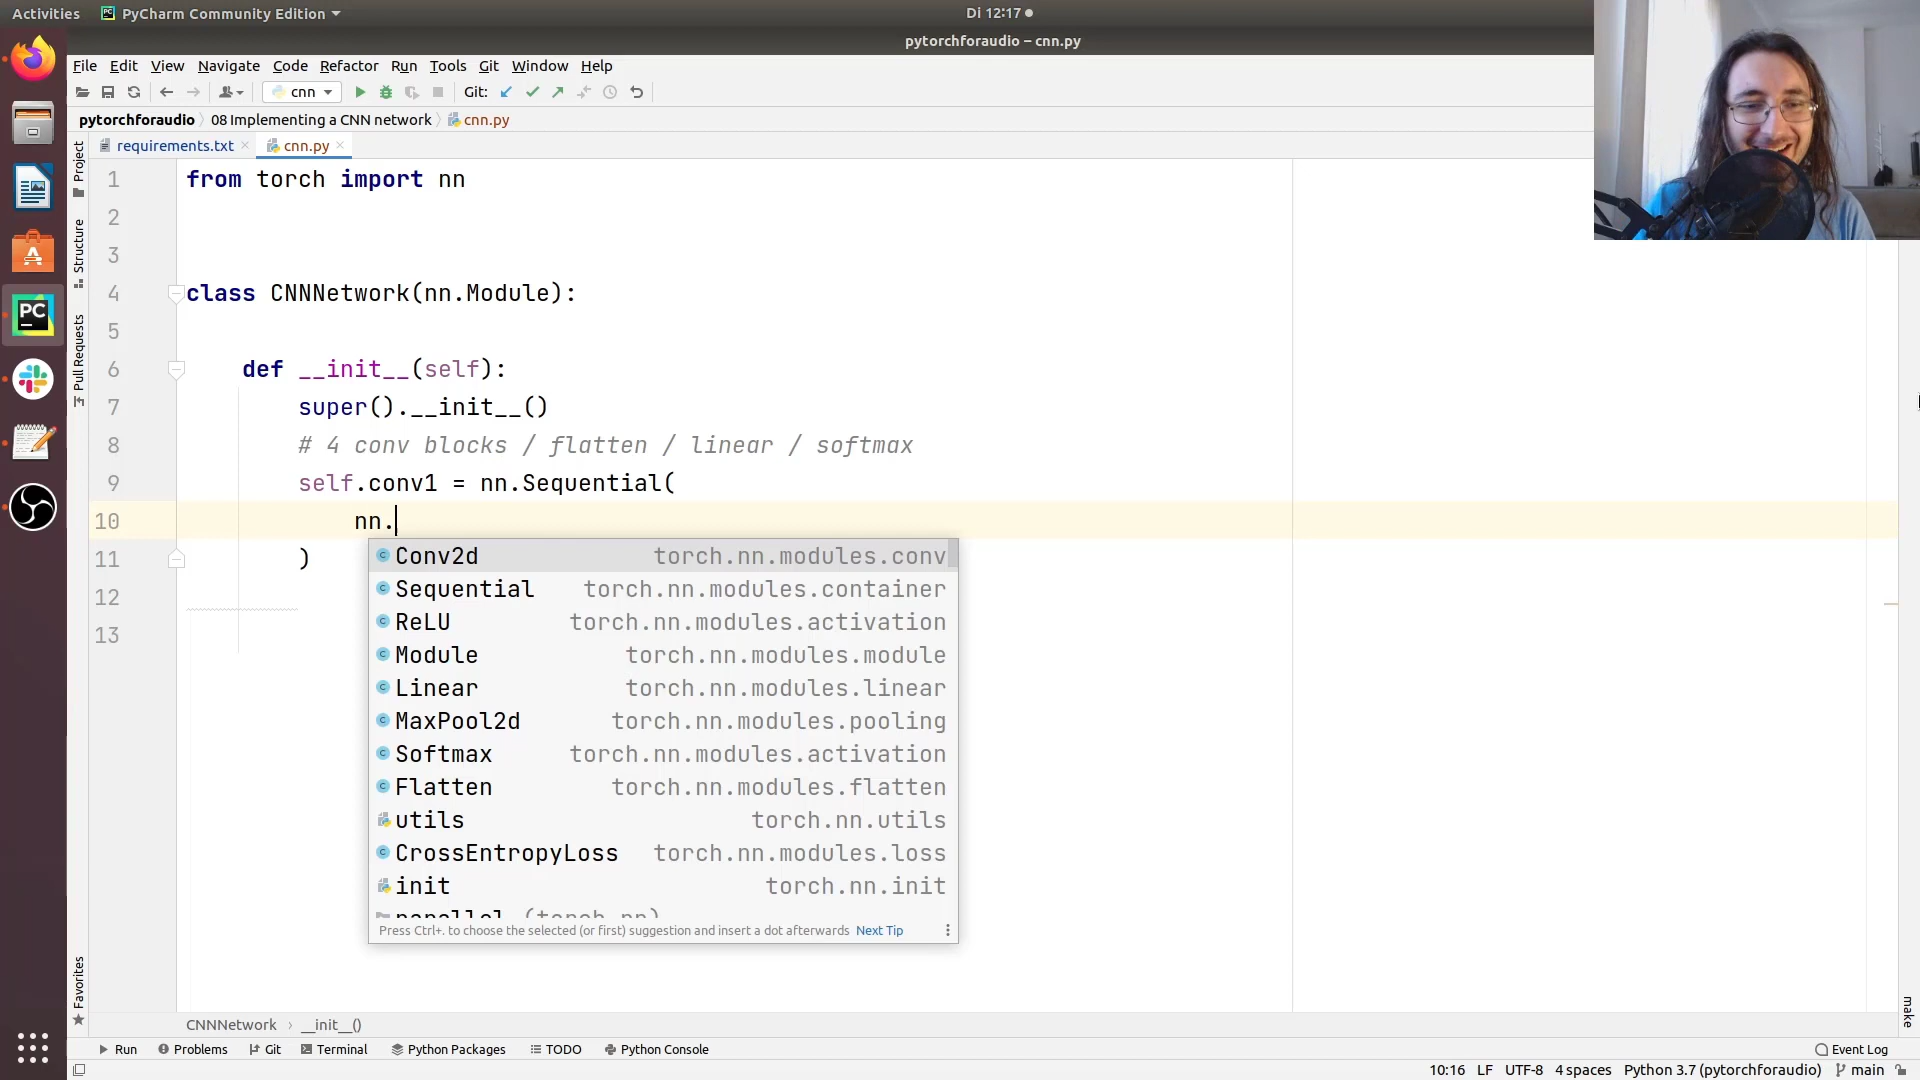 Activities PyCharm Community Edition Di 12:17
pytorchforaudio – cnn.py
File Edit View Navigate Code Refactor Run Tools Git Window Help
cnn Git:
pytorchforaudio 08 Implementing a CNN network cnn.py
requirements.txt cnn.py
Project
Structure
Pull Requests
Favorites
1 from torch import nn
2
3
4 class CNNNetwork(nn.Module):
5
6 def __init__(self):
7 super().__init__()
8 # 4 conv blocks / flatten / linear / softmax
9 self.conv1 = nn.Sequential(
10 nn.
11 )
12
13
Conv2d torch.nn.modules.conv
Sequential torch.nn.modules.container
ReLU torch.nn.modules.activation
Module torch.nn.modules.module
Linear torch.nn.modules.linear
MaxPool2d torch.nn.modules.pooling
Softmax torch.nn.modules.activation
Flatten torch.nn.modules.flatten
utils torch.nn.utils
CrossEntropyLoss torch.nn.modules.loss
init torch.nn.init
parallel (torch.nn)
Press Ctrl+. to choose the selected (or first) suggestion and insert a dot afterwards Next Tip
make
CNNNetwork › __init__()
Run Problems Git Terminal Python Packages TODO Python Console Event Log
10:16 LF UTF-8 4 spaces Python 3.7 (pytorchforaudio) main